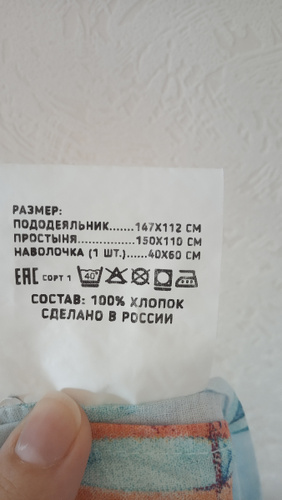 РАЗМЕР:
ПОДОДЕЯЛЬНИК.......147Х112 СМ
ПРОСТЫНЯ................150Х110 СМ
НАВОЛОЧКА (1 ШТ.)......40Х60 СМ
ЕАС СОРТ 1 40°
СОСТАВ: 100% ХЛОПОК
СДЕЛАНО В РОССИИ